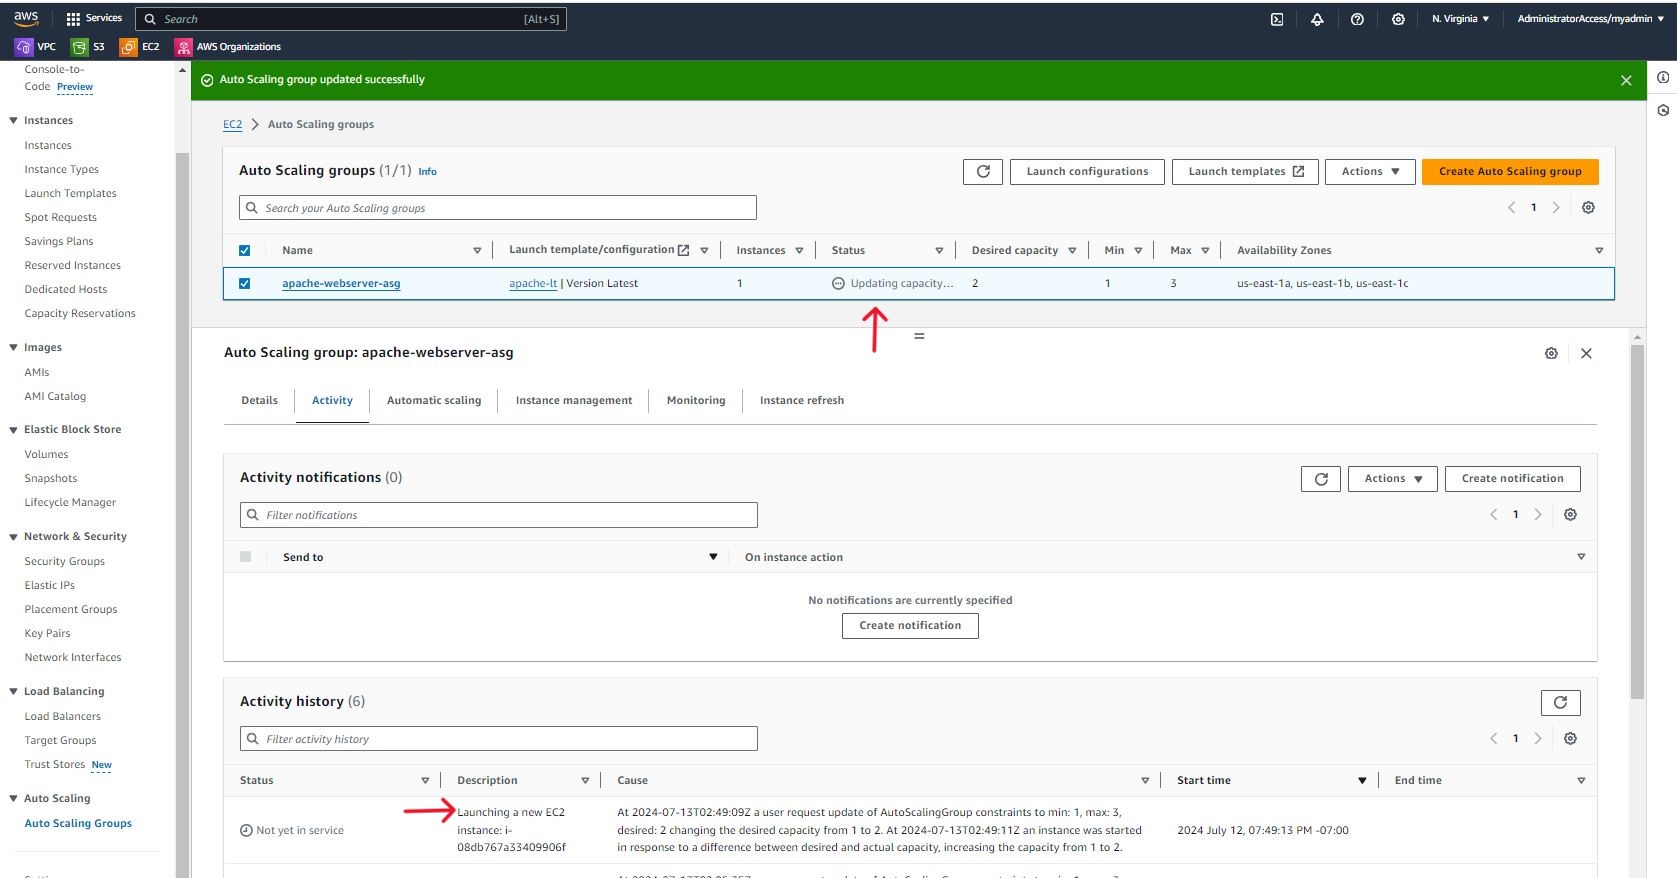 aws
Services
Search
[Alt+S]
N. Virginia
AdministratorAccess/myadmin
VPC
S3
EC2
AWS Organizations
Console-to-
Code Preview
Instances
Instances
Instance Types
Launch Templates
Spot Requests
Savings Plans
Reserved Instances
Dedicated Hosts
Capacity Reservations
Images
AMIs
AMI Catalog
Elastic Block Store
Volumes
Snapshots
Lifecycle Manager
Network & Security
Security Groups
Elastic IPs
Placement Groups
Key Pairs
Network Interfaces
Load Balancing
Load Balancers
Target Groups
Trust Stores New
Auto Scaling
Auto Scaling Groups
Auto Scaling group updated successfully
EC2 > Auto Scaling groups
Auto Scaling groups (1/1) Info
Launch configurations
Launch templates
Actions
Create Auto Scaling group
Search your Auto Scaling groups
1
Name
Launch template/configuration
Instances
Status
Desired capacity
Min
Max
Availability Zones
apache-webserver-asg
apache-lt | Version Latest
1
Updating capacity...
2
1
3
us-east-1a, us-east-1b, us-east-1c
Auto Scaling group: apache-webserver-asg
Details
Activity
Automatic scaling
Instance management
Monitoring
Instance refresh
Activity notifications (0)
Actions
Create notification
Filter notifications
1
Send to
On instance action
No notifications are currently specified
Create notification
Activity history (6)
Filter activity history
1
Status
Description
Cause
Start time
End time
Not yet in service
Launching a new EC2
instance: i-
08db767a33409906f
At 2024-07-13T02:49:09Z a user request update of AutoScalingGroup constraints to min: 1, max: 3,
desired: 2 changing the desired capacity from 1 to 2. At 2024-07-13T02:49:11Z an instance was started
in response to a difference between desired and actual capacity, increasing the capacity from 1 to 2.
2024 July 12, 07:49:13 PM -07:00